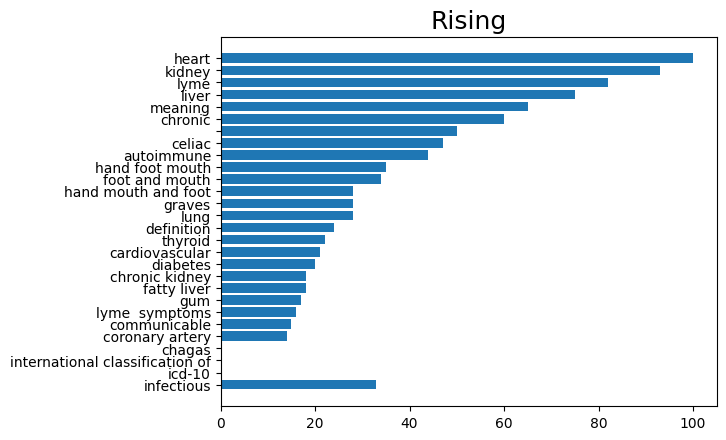 Rising
heart
kidney
lyme
liver
meaning
chronic
celiac
autoimmune
hand foot mouth
foot and mouth
hand mouth and foot
graves
lung
definition
thyroid
cardiovascular
diabetes
chronic kidney
fatty liver
gum
lyme  symptoms
communicable
coronary artery
chagas
international classification of
icd-10
infectious
0 20 40 60 80 100